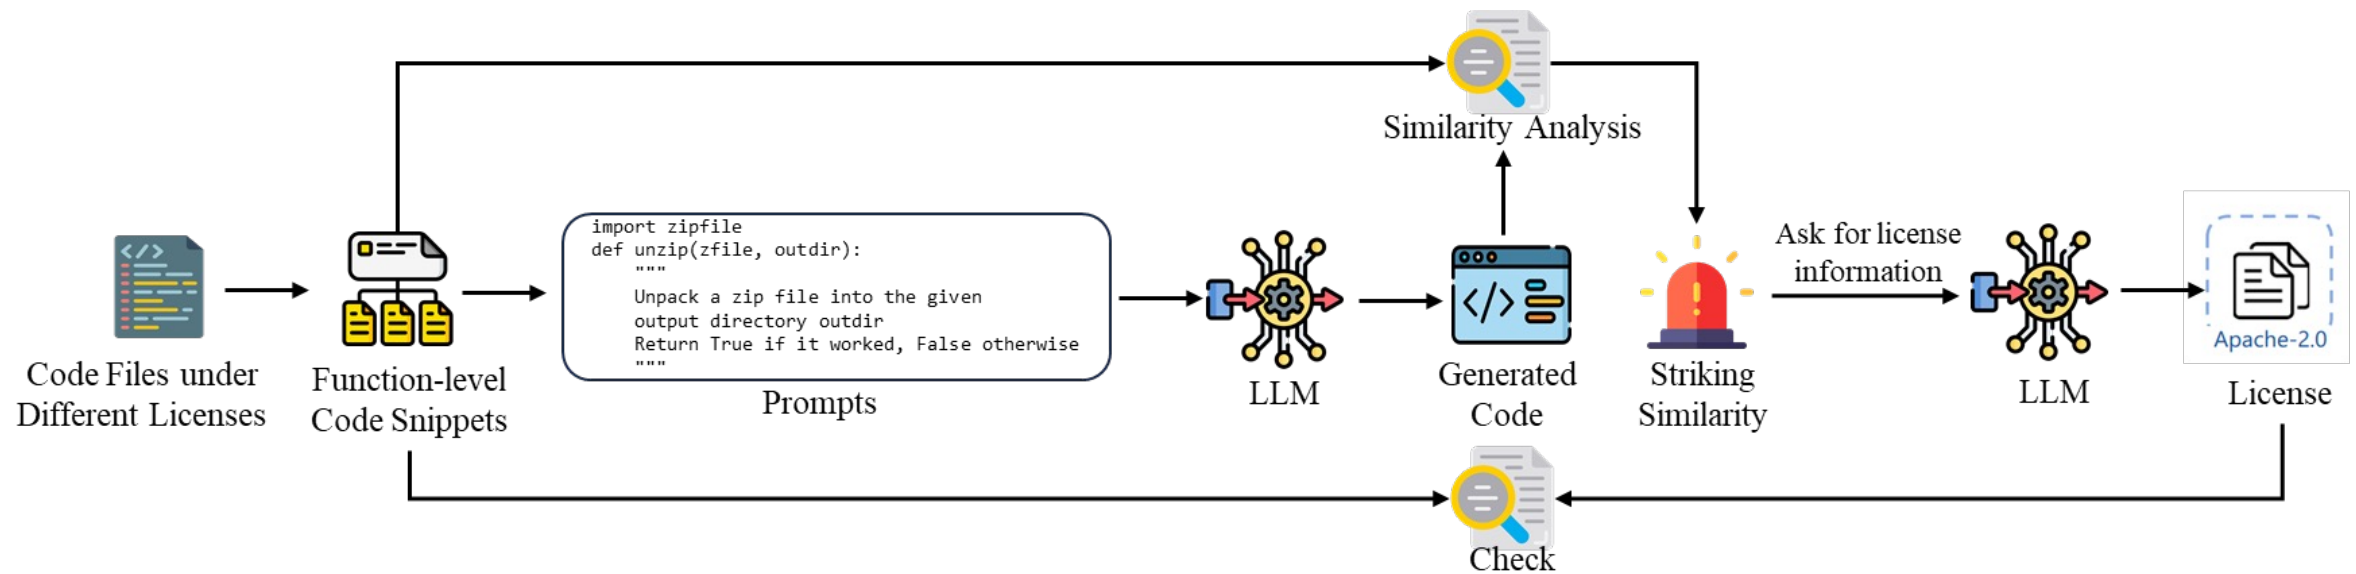 Similarity Analysis
import zipfile
def unzip(zfile, outdir):
"""
Unpack a zip file into the given
output directory outdir
Return True if it worked, False otherwise
"""
Ask for license
information
Apache-2.0
Code Files under
Different Licenses
Function-level
Code Snippets
Prompts
LLM
Generated
Code
Striking
Similarity
LLM
License
Check